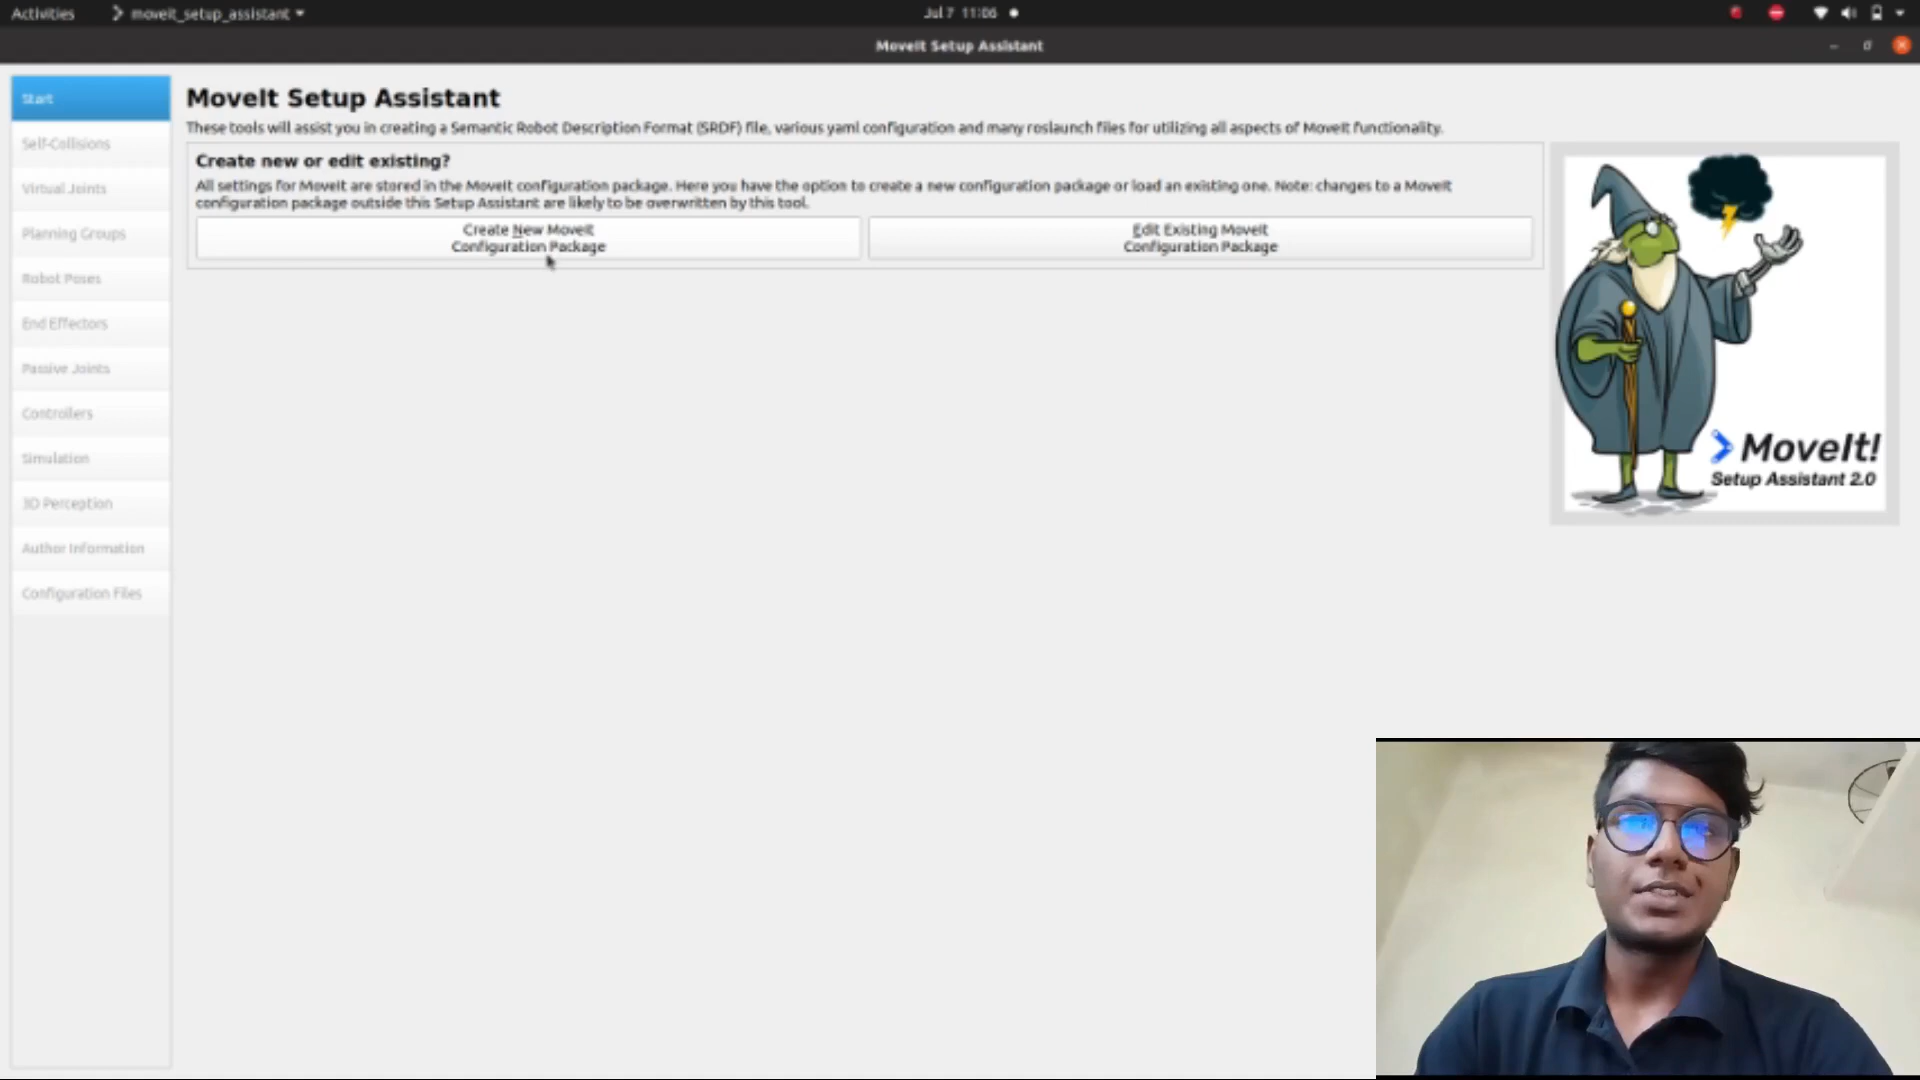 Activities
moveit_setup_assistant
Jul 7 11:06
MoveIt Setup Assistant
Start
Self-Collisions
Virtual Joints
Planning Groups
Robot Poses
End Effectors
Passive Joints
Controllers
Simulation
3D Perception
Author Information
Configuration Files
MoveIt Setup Assistant
These tools will assist you in creating a Semantic Robot Description Format (SRDF) file, various yaml configuration and many roslaunch files for utilizing all aspects of MoveIt functionality.
Create new or edit existing?
All settings for MoveIt are stored in the MoveIt configuration package. Here you have the option to create a new configuration package or load an existing one. Note: changes to a MoveIt
configuration package outside this Setup Assistant are likely to be overwritten by this tool.
Create New MoveIt
Configuration Package
Edit Existing MoveIt
Configuration Package
MoveIt!
Setup Assistant 2.0